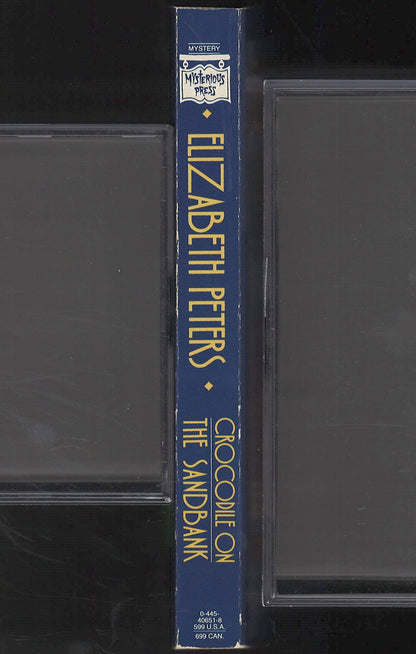 MYSTERY
MYSTERIOUS
PRESS
ELIZABETH PETERS
CROCODILE ON
THE SANDBANK
0-445-
40651-8
599 U.S.A.
699 CAN.